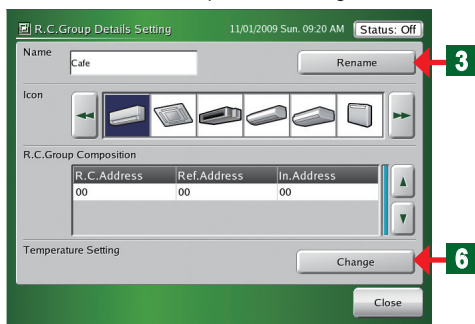 R.C.Group Details Setting 11/01/2009 Sun. 09:20 AM Status: Off
Name
Cafe
Rename
3
Icon
R.C.Group Composition
R.C.Address Ref.Address In.Address
00 00 00
Temperature Setting
Change
6
Close